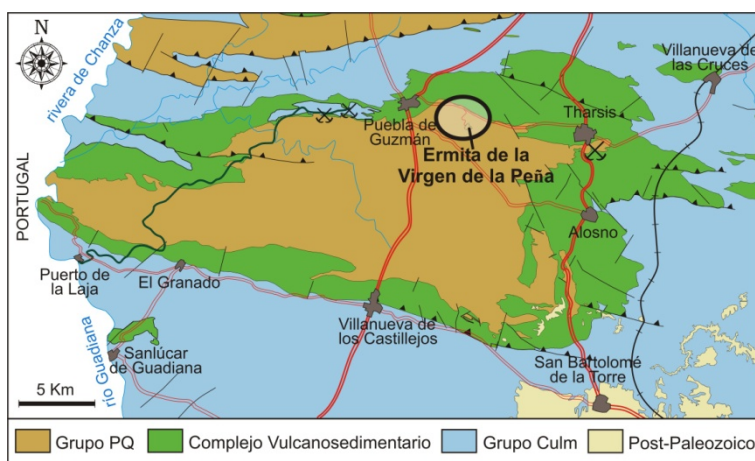 N
rivera de Chanza
Villanueva de
las Cruces
Puebla de
Guzmán
Tharsis
Ermita de la
Virgen de la Peña
PORTUGAL
Alosno
Puerto de
la Laja
El Granado
Villanueva de
los Castillejos
Sanlúcar
de Guadiana
río Guadiana
San Bartolomé
de la Torre
5 Km
Grupo PQ
Complejo Vulcanosedimentario
Grupo Culm
Post-Paleozoico